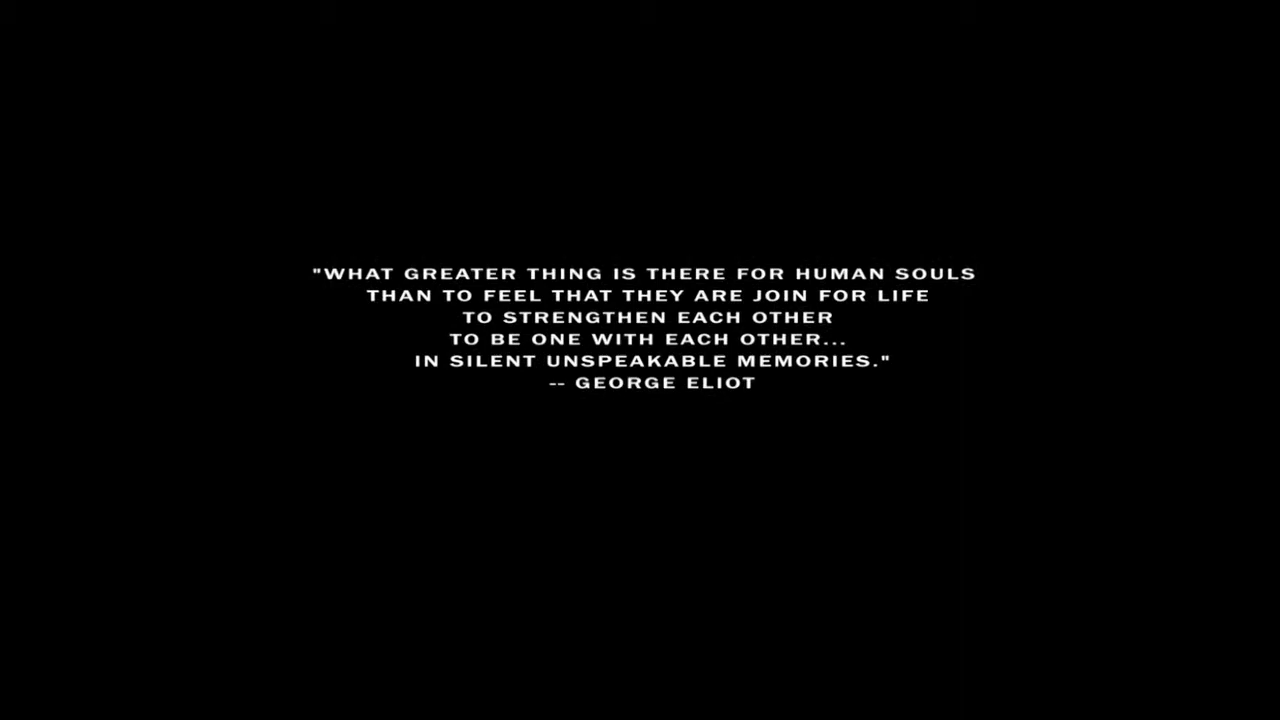 "WHAT GREATER THING IS THERE FOR HUMAN SOULS
THAN TO FEEL THAT THEY ARE JOIN FOR LIFE
TO STRENGTHEN EACH OTHER
TO BE ONE WITH EACH OTHER...
IN SILENT UNSPEAKABLE MEMORIES."
-- GEORGE ELIOT